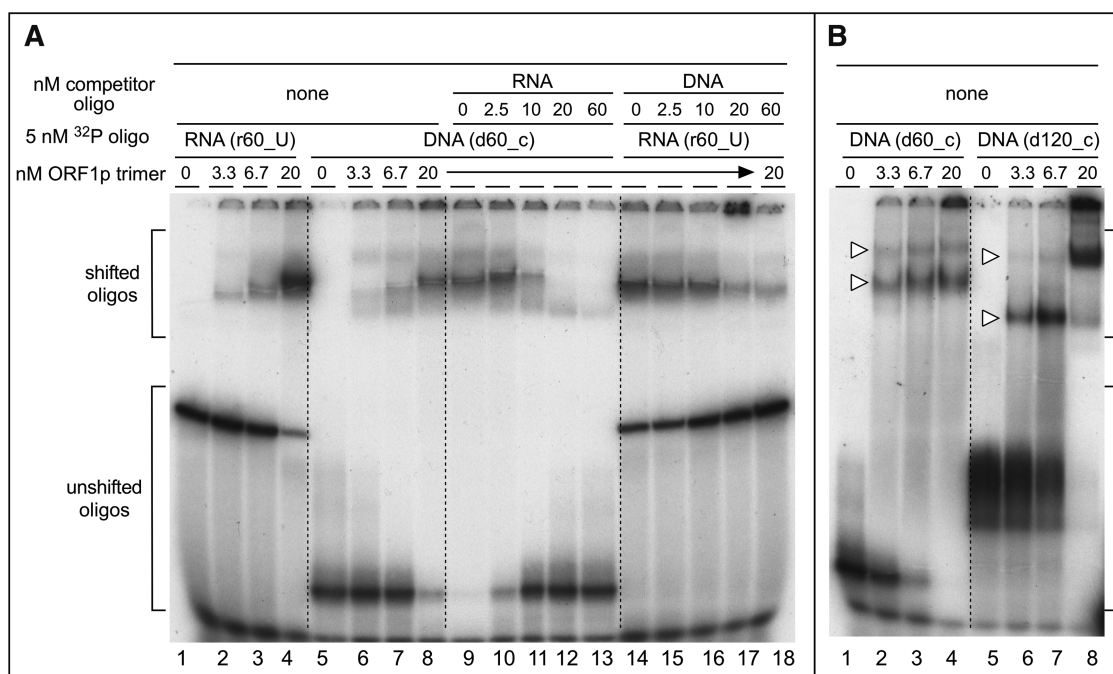 A
B
nM competitor oligo
none
RNA
DNA
0 2.5 10 20 60
0 2.5 10 20 60
none
5 nM ³²P oligo
RNA (r60_U)
DNA (d60_c)
RNA (r60_U)
DNA (d60_c)
DNA (d120_c)
nM ORF1p trimer
0 3.3 6.7 20
0 3.3 6.7 20
20
0 3.3 6.7 20
0 3.3 6.7 20
shifted
oligos
unshifted
oligos
1 2 3 4 5 6 7 8 9 10 11 12 13 14 15 16 17 18
1 2 3 4 5 6 7 8